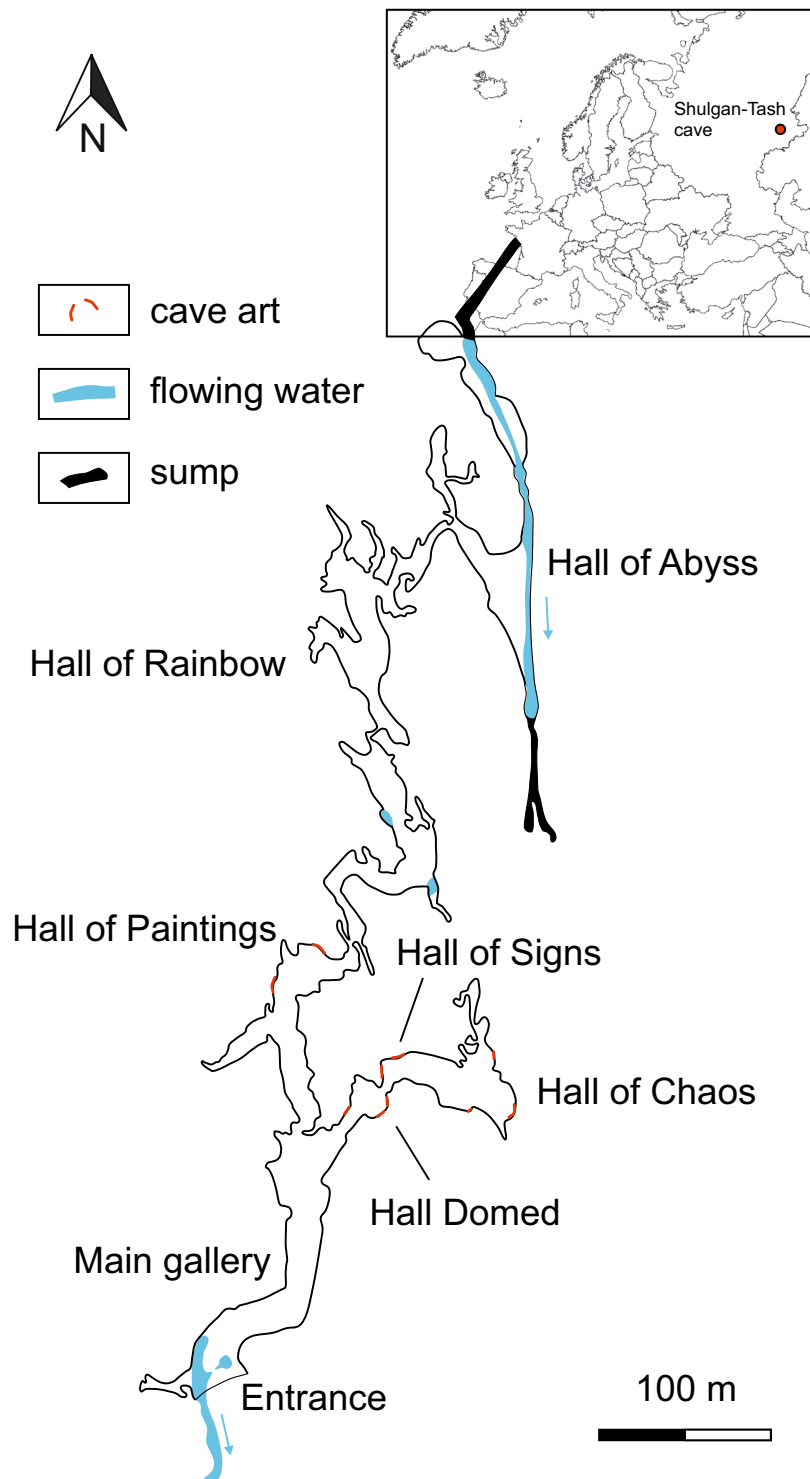 Shulgan-Tash
cave
N
cave art
flowing water
sump
Hall of Abyss
Hall of Rainbow
Hall of Paintings
Hall of Signs
Hall of Chaos
Hall Domed
Main gallery
Entrance
100 m